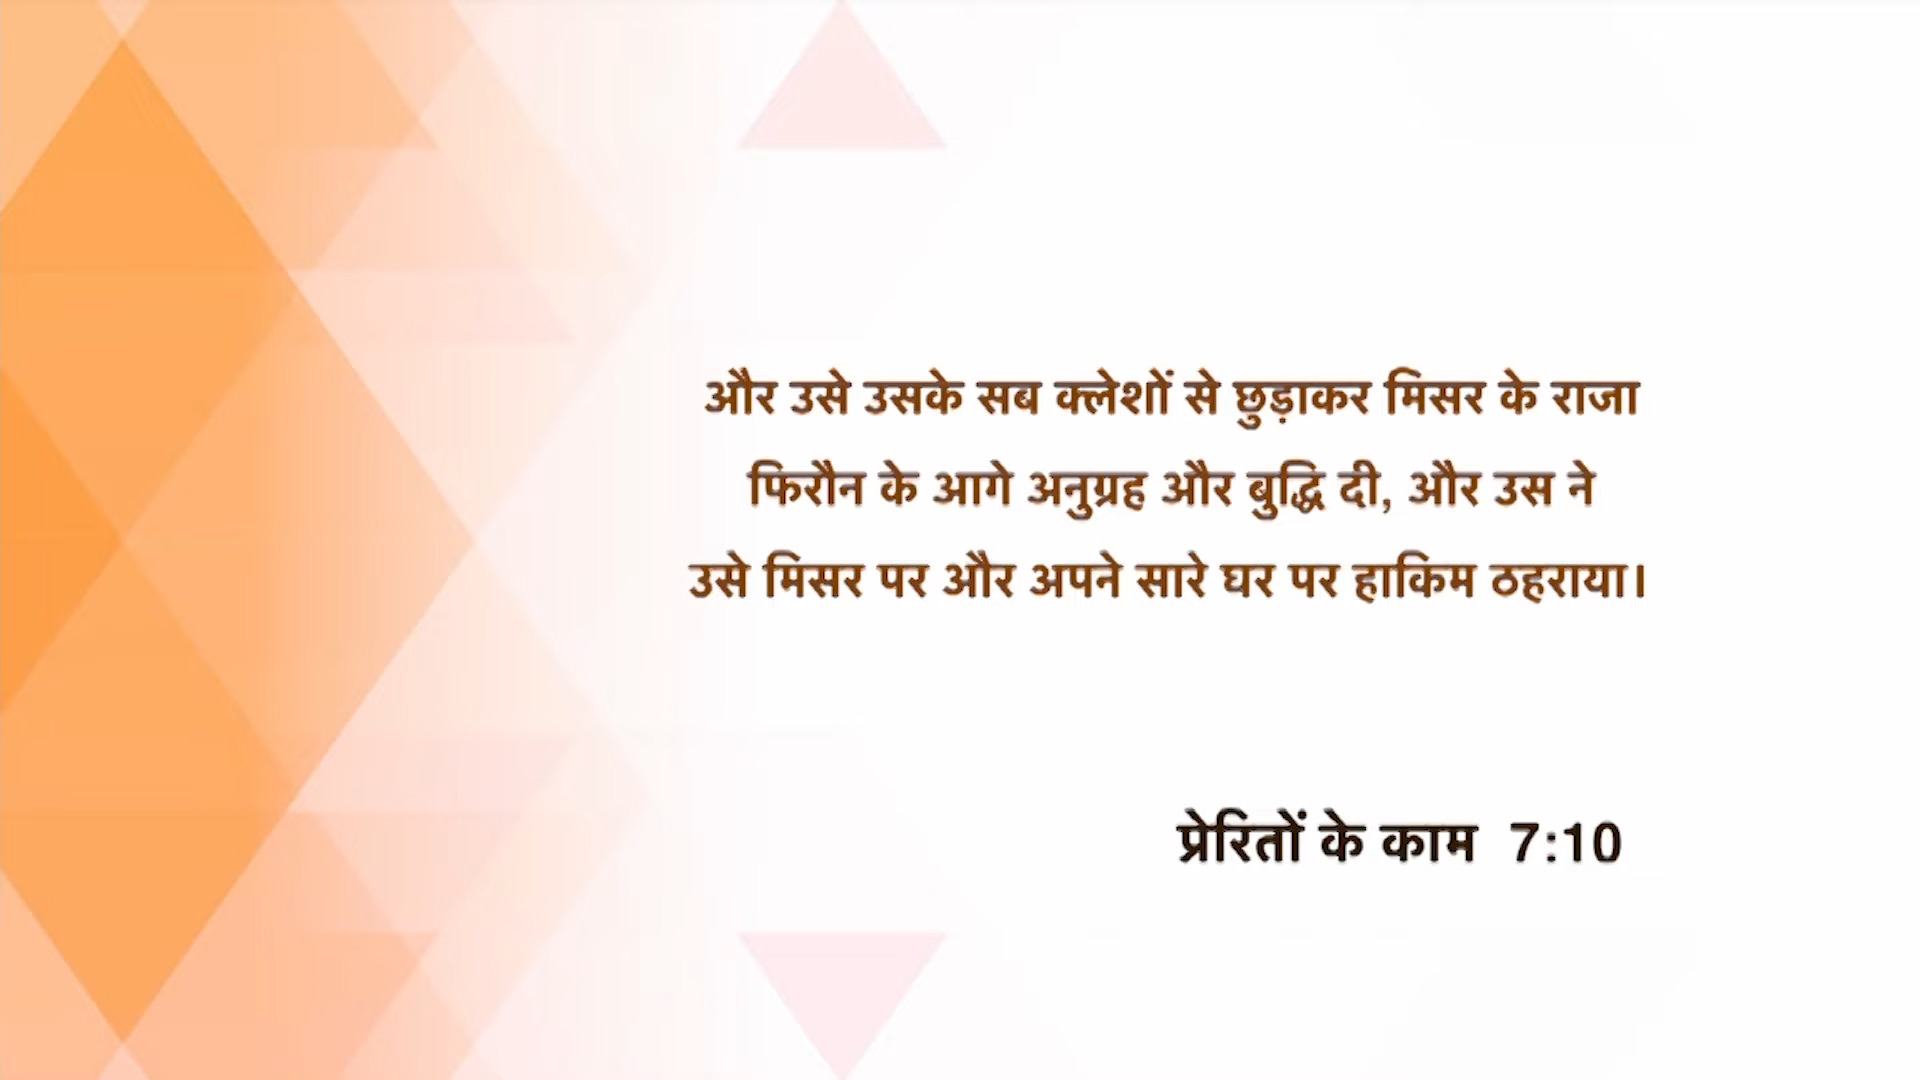 और उसे उसके सब क्लेशों से छुड़ाकर मिसर के राजा
फिरौन के आगे अनुग्रह और बुद्धि दी, और उस ने
उसे मिसर पर और अपने सारे घर पर हाकिम ठहराया।
प्रेरितों के काम 7:10